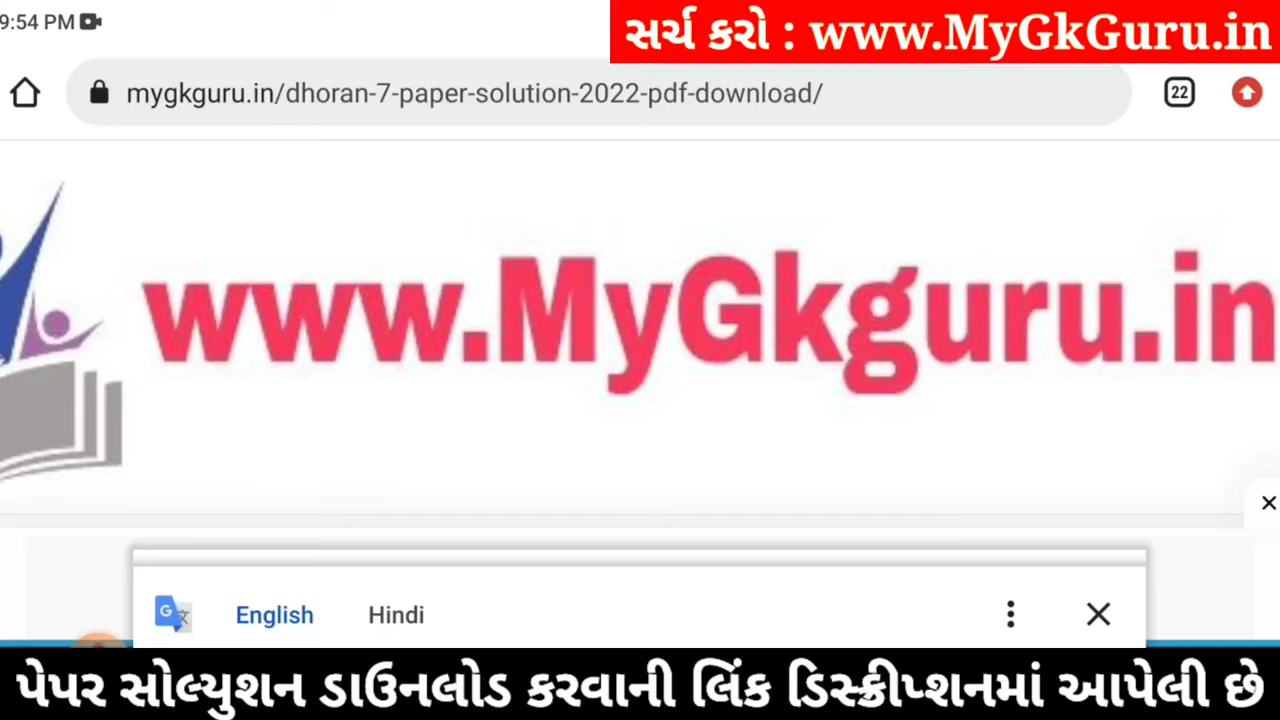 9:54 PM
સર્ચ કરો : www.MyGkGuru.in
mygkguru.in/dhoran-7-paper-solution-2022-pdf-download/
22
www.MyGkguru.in
English Hindi
પેપર સોલ્યુશન ડાઉનલોડ કરવાની લિંક ડિસ્ક્રીપ્શનમાં આપેલી છે